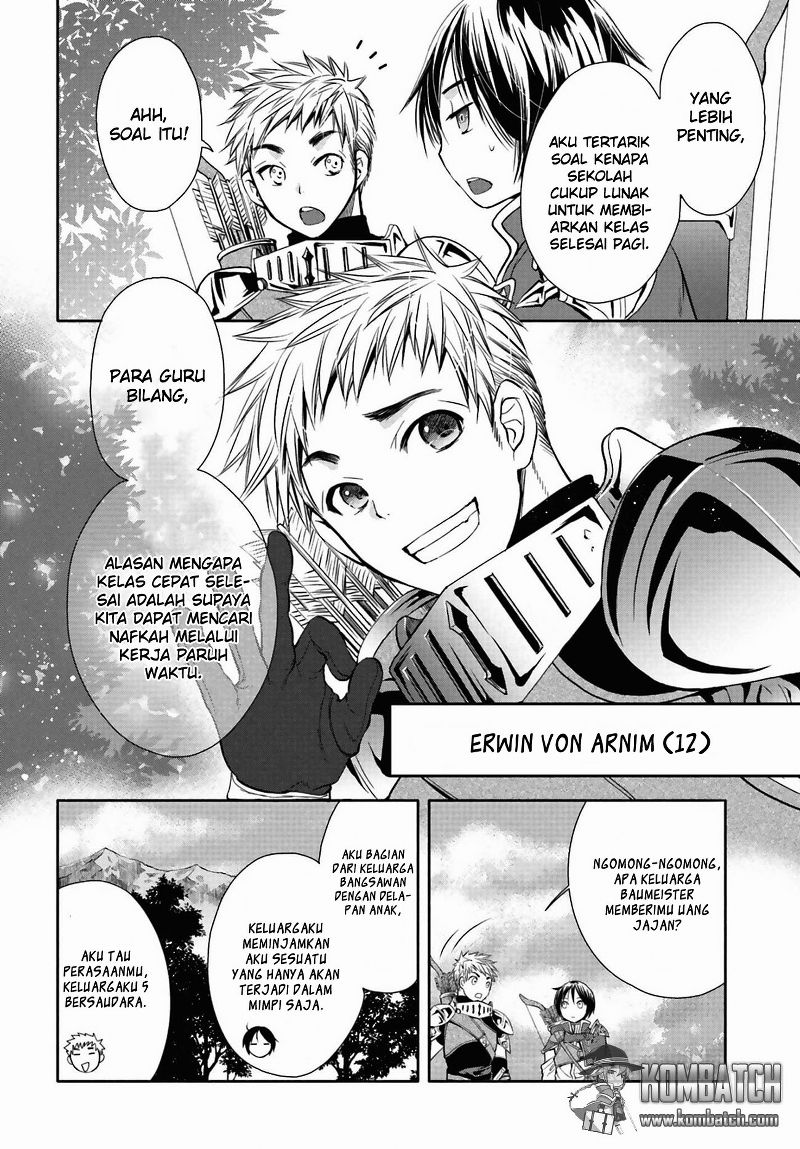 YANG
LEBIH
PENTING,
AKU TERTARIK
SOAL KENAPA
SEKOLAH
CUKUP LUNAK
UNTUK MEMBI-
ARKAN KELAS
SELESAI PAGI.
AHH,
SOAL ITU!
PARA GURU
BILANG,
ALASAN MENGAPA
KELAS CEPAT SELE-
SAI ADALAH SUPAYA
KITA DAPAT MENCARI
NAFKAH MELALUI
KERJA PARUH
WAKTU.
ERWIN VON ARNIM (12)
NGOMONG-NGOMONG,
APA KELUARGA
BAUMEISTER
MEMBERIMU UANG
JAJAN?
AKU BAGIAN
DARI KELUARGA
BANGSAWAN
DENGAN DELA-
PAN ANAK,
KELUARGAKU
MEMINJAMKAN
AKU SESUATU
YANG HANYA AKAN
TERJADI DALAM
MIMPI SAJA.
AKU TAU
PERASAANMU,
KELUARGAKU 5
BERSAUDARA.
KOMBATCH
www.kombatch.com